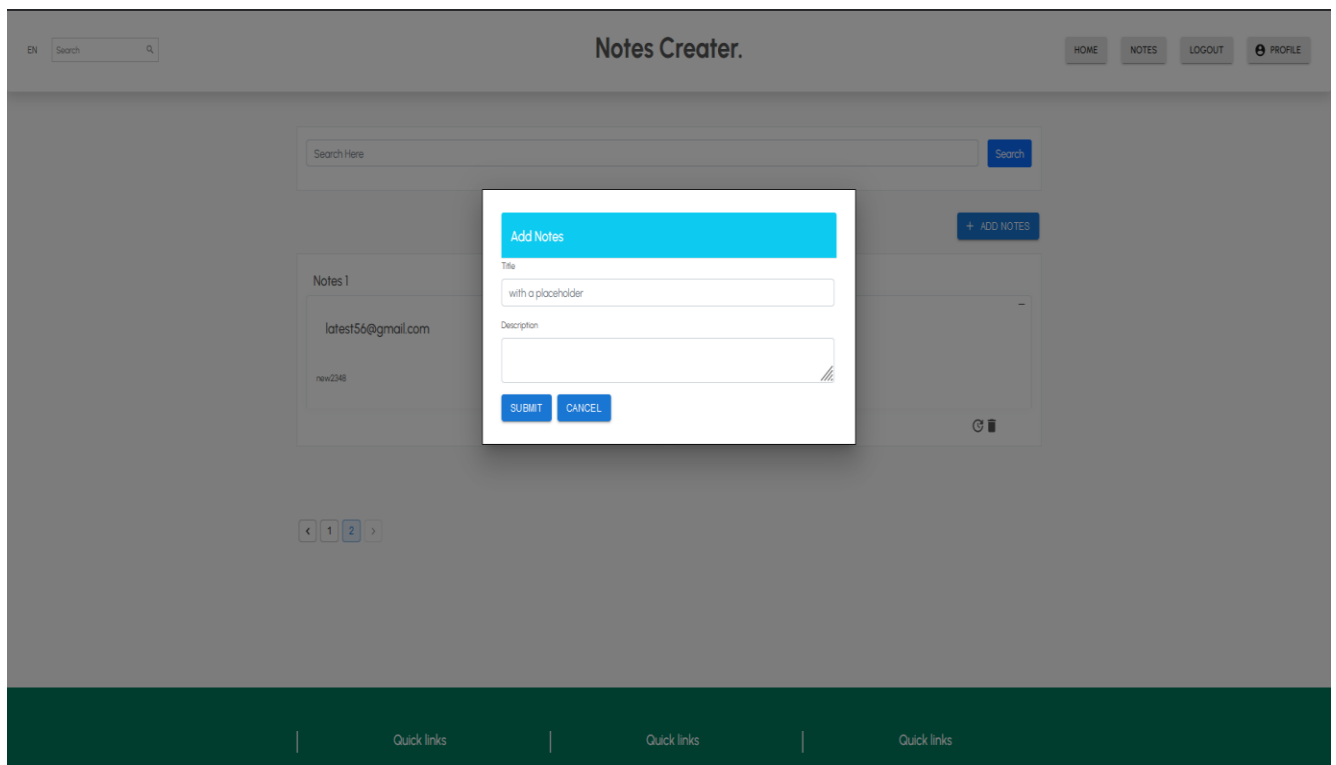 EN Search Notes Creater. HOME NOTES LOGOUT PROFILE
Search Here Search
+ ADD NOTES
Add Notes
Title
with a placeholder
Description
SUBMIT CANCEL
Notes 1
latest56@gmail.com
new2348
< 1 2 >
Quick links Quick links Quick links